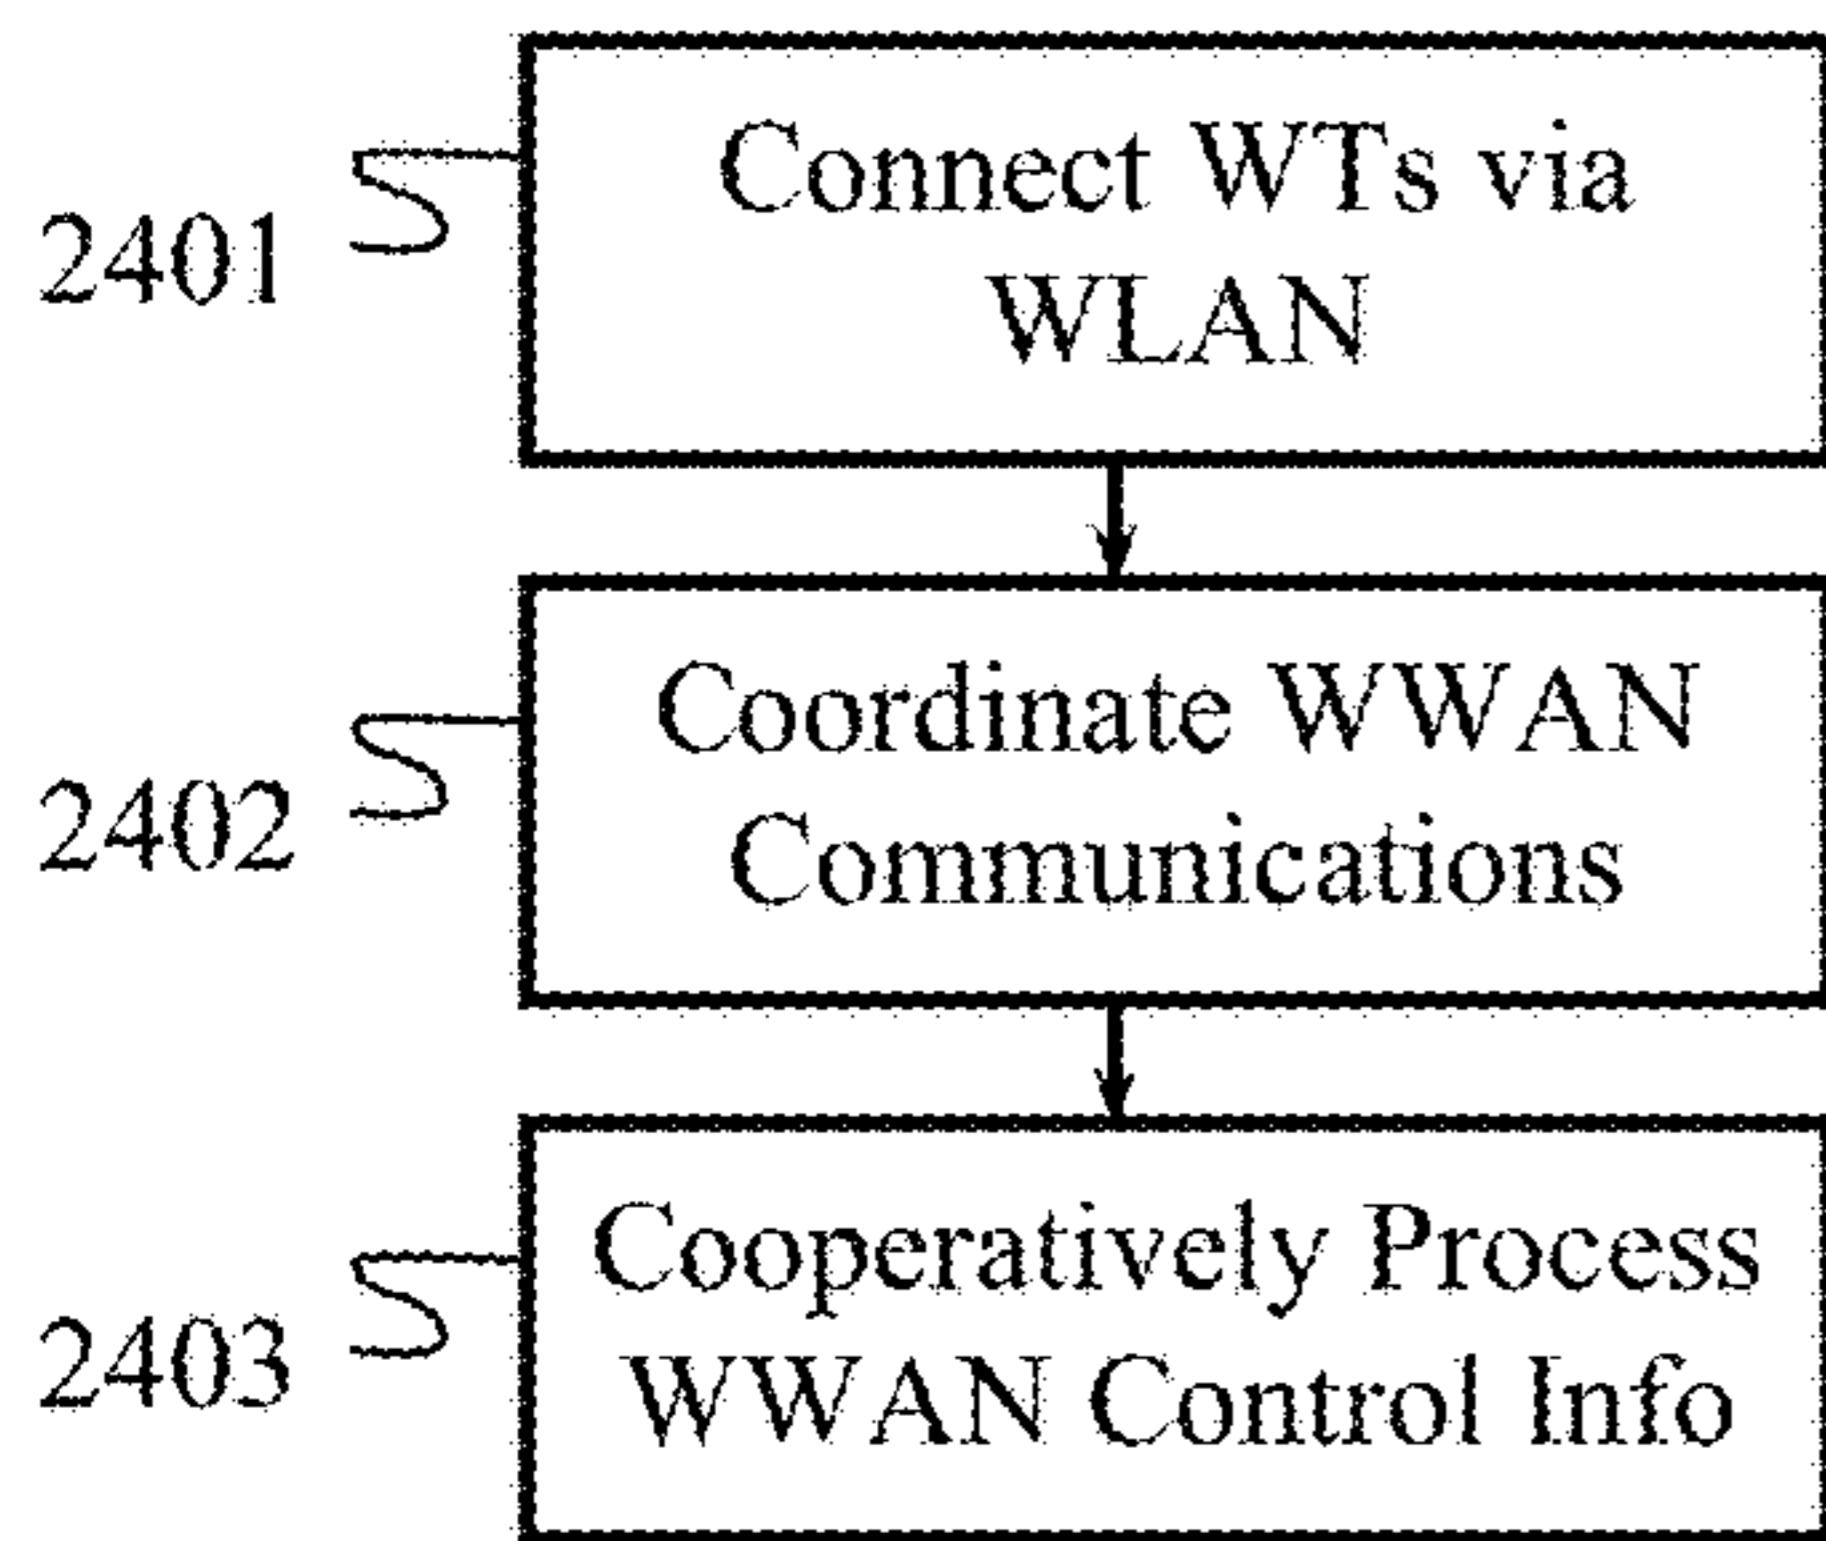 2401
Connect WTs via
WLAN
2402
Coordinate WWAN
Communications
2403
Cooperatively Process
WWAN Control Info